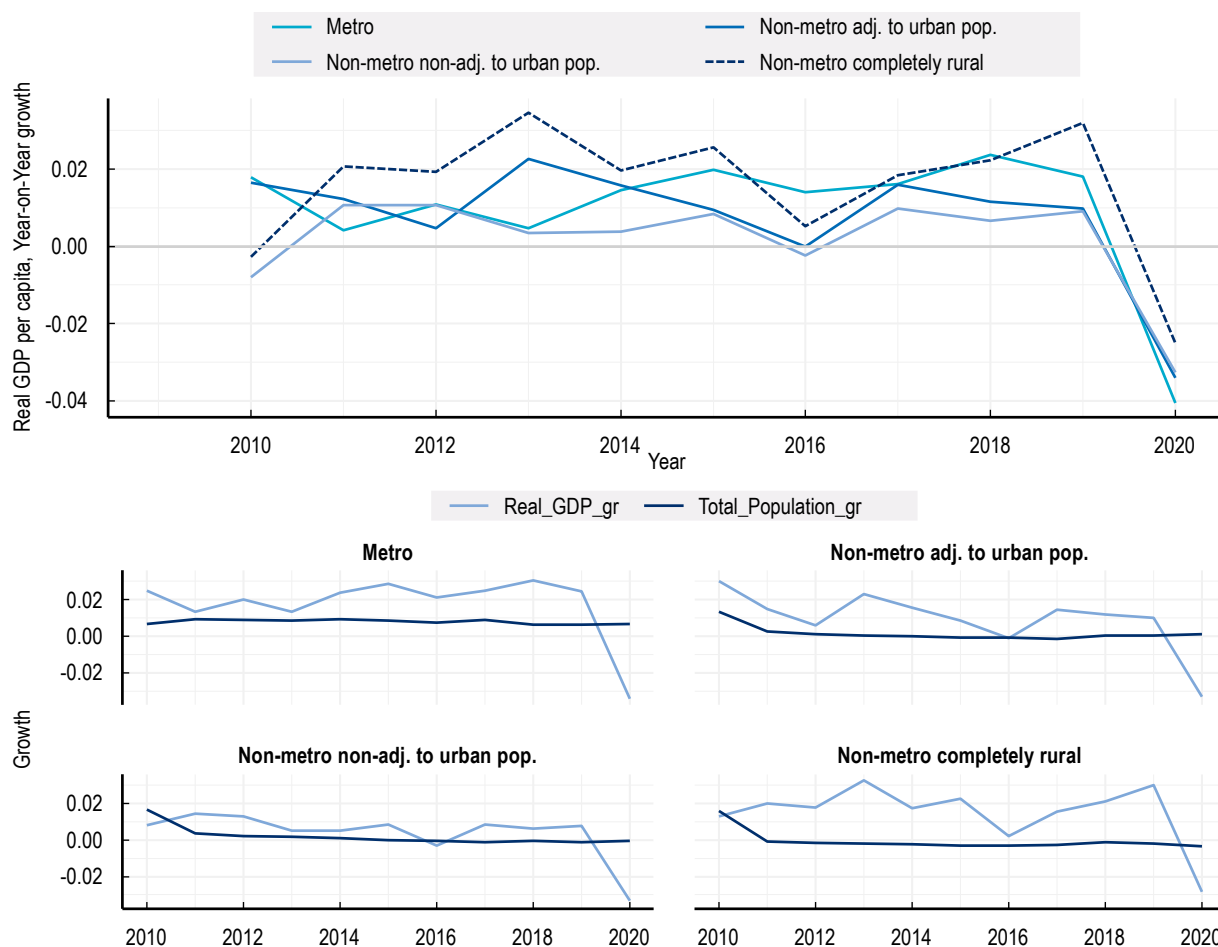 Metro
Non-metro adj. to urban pop.
Non-metro non-adj. to urban pop.
Non-metro completely rural
Real GDP per capita, Year-on-Year growth
0.02
0.00
-0.02
-0.04
2010 2012 2014 2016 2018 2020
Year
Real_GDP_gr Total_Population_gr
Metro
Non-metro adj. to urban pop.
0.02
0.00
-0.02
Growth
Non-metro non-adj. to urban pop.
Non-metro completely rural
0.02
0.00
-0.02
2010 2012 2014 2016 2018 2020
2010 2012 2014 2016 2018 2020